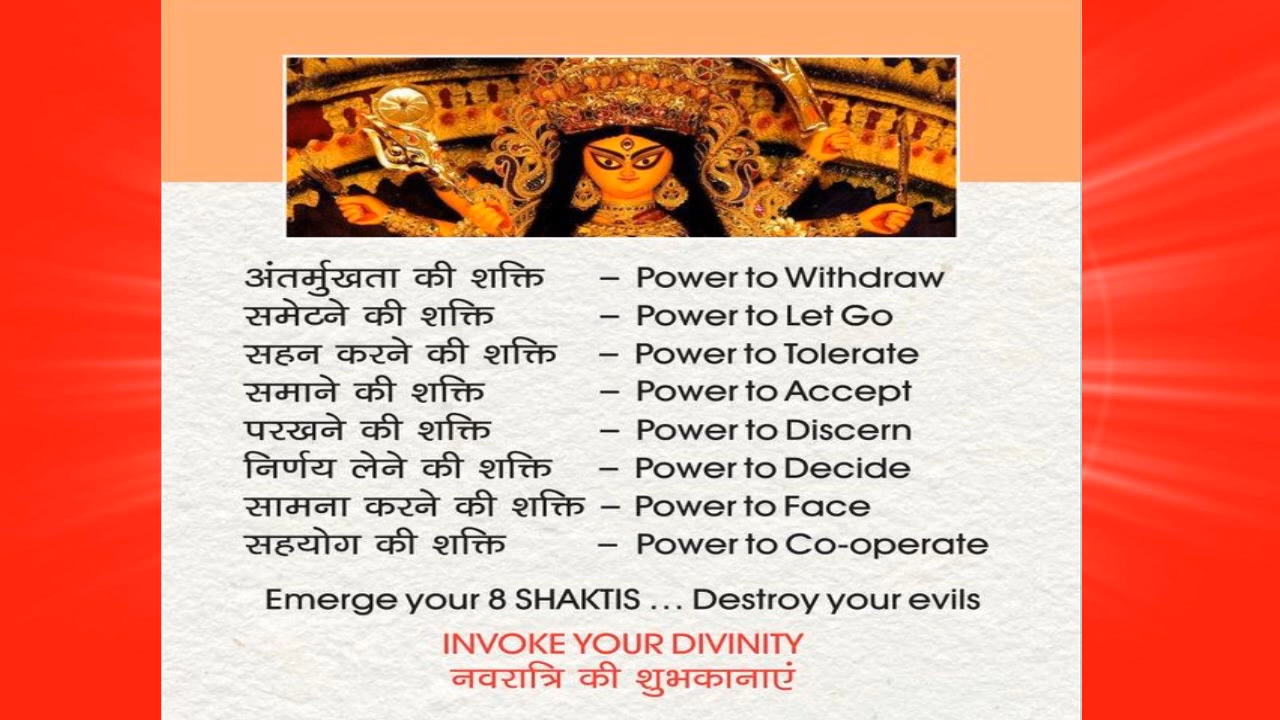 अंतर्मुखता की शक्ति – Power to Withdraw
समेटने की शक्ति – Power to Let Go
सहन करने की शक्ति – Power to Tolerate
समाने की शक्ति – Power to Accept
परखने की शक्ति – Power to Discern
निर्णय लेने की शक्ति – Power to Decide
सामना करने की शक्ति – Power to Face
सहयोग की शक्ति – Power to Co-operate
Emerge your 8 SHAKTIS ... Destroy your evils
INVOKE YOUR DIVINITY
नवरात्रि की शुभकानाएं